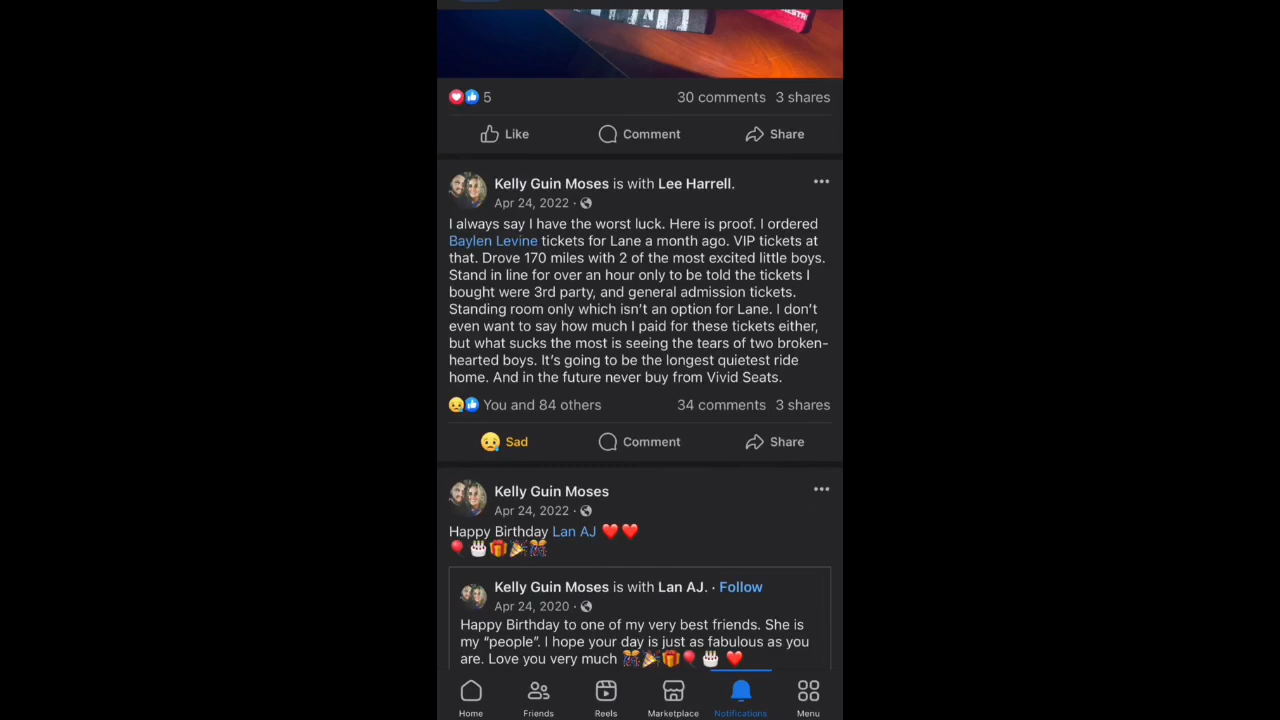 5 30 comments 3 shares
Like Comment Share
Kelly Guin Moses is with Lee Harrell.
Apr 24, 2022 ·
I always say I have the worst luck. Here is proof. I ordered
Baylen Levine tickets for Lane a month ago. VIP tickets at
that. Drove 170 miles with 2 of the most excited little boys.
Stand in line for over an hour only to be told the tickets I
bought were 3rd party, and general admission tickets.
Standing room only which isn't an option for Lane. I don't
even want to say how much I paid for these tickets either,
but what sucks the most is seeing the tears of two broken-
hearted boys. It's going to be the longest quietest ride
home. And in the future never buy from Vivid Seats.
You and 84 others 34 comments 3 shares
Sad Comment Share
Kelly Guin Moses
Apr 24, 2022 ·
Happy Birthday Lan AJ ❤️❤️
🎈🎂🎁🎉🎊
Kelly Guin Moses is with Lan AJ. · Follow
Apr 24, 2020 ·
Happy Birthday to one of my very best friends. She is
my "people". I hope your day is just as fabulous as you
are. Love you very much 🎊🎉🎁🎈🎂 ❤️
Home Friends Reels Marketplace Notifications Menu